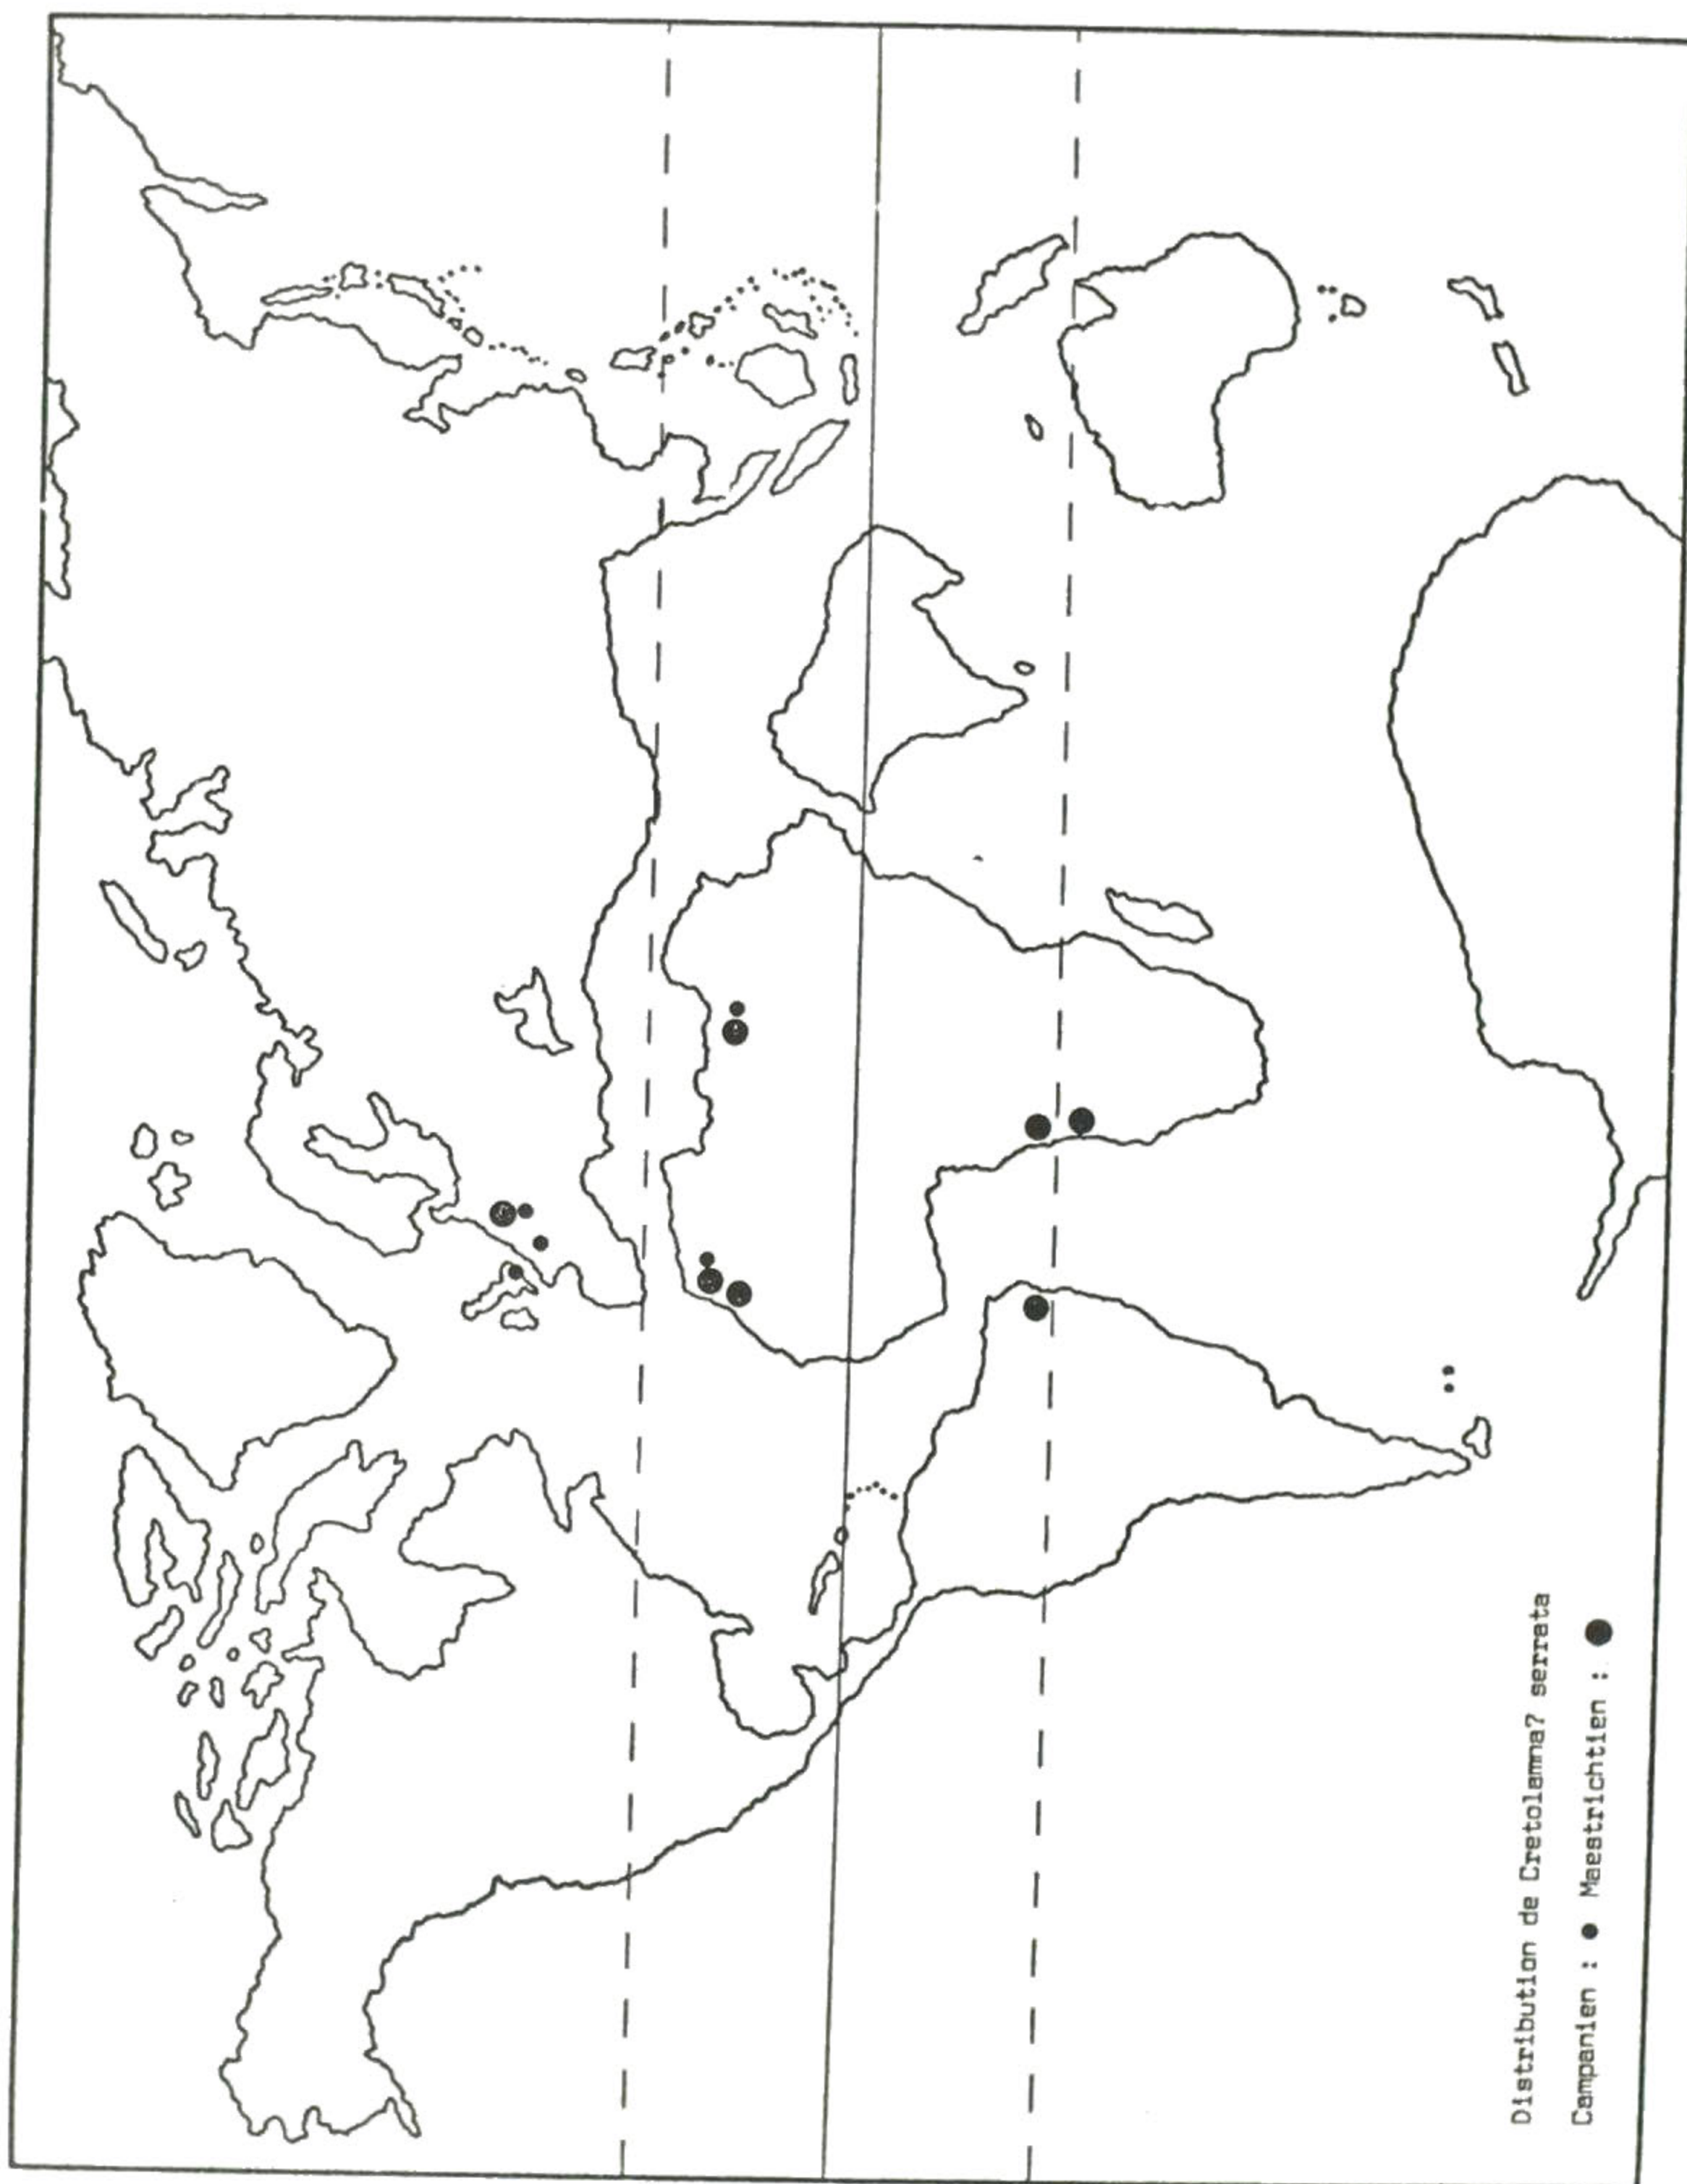 Distribution de Cretolamna? serrata
Campanien : ● Maestrichtien : ●